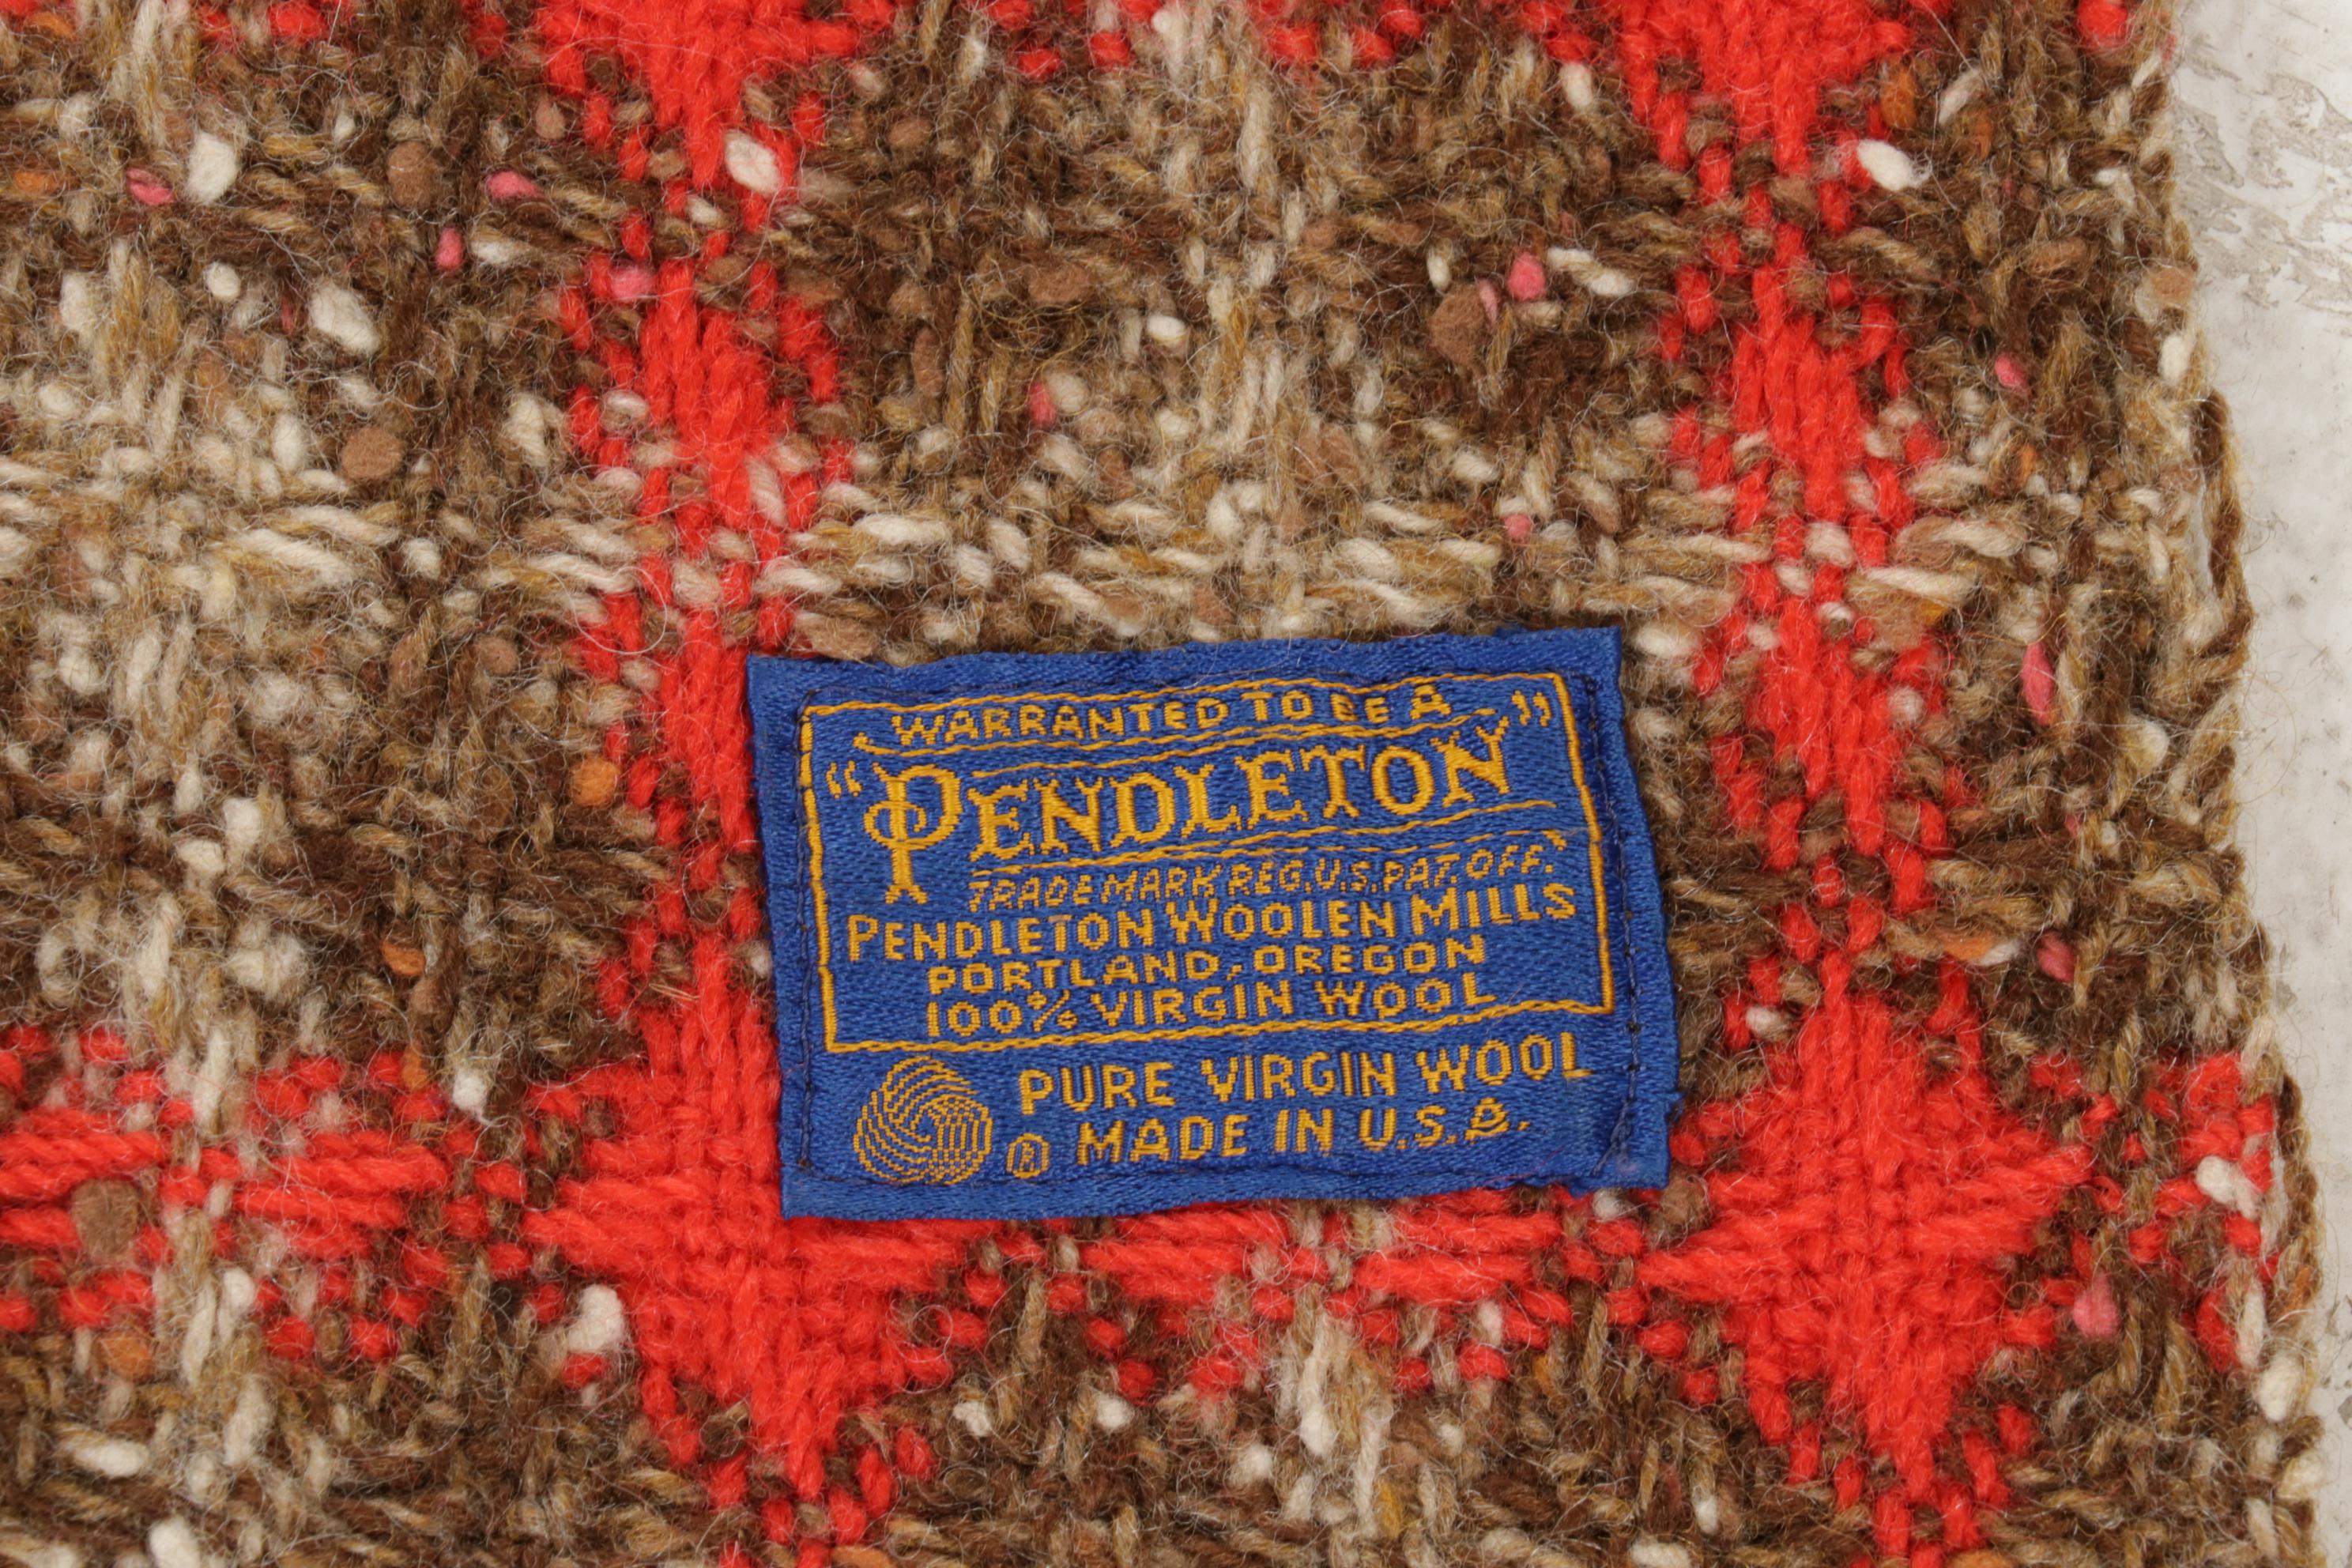 WARRANTED TO BE A
"PENDLETON"
TRADE MARK REG. U.S. PAT. OFF.
PENDLETON WOOLEN MILLS
PORTLAND, OREGON
100% VIRGIN WOOL
PURE VIRGIN WOOL
® MADE IN U.S.A.